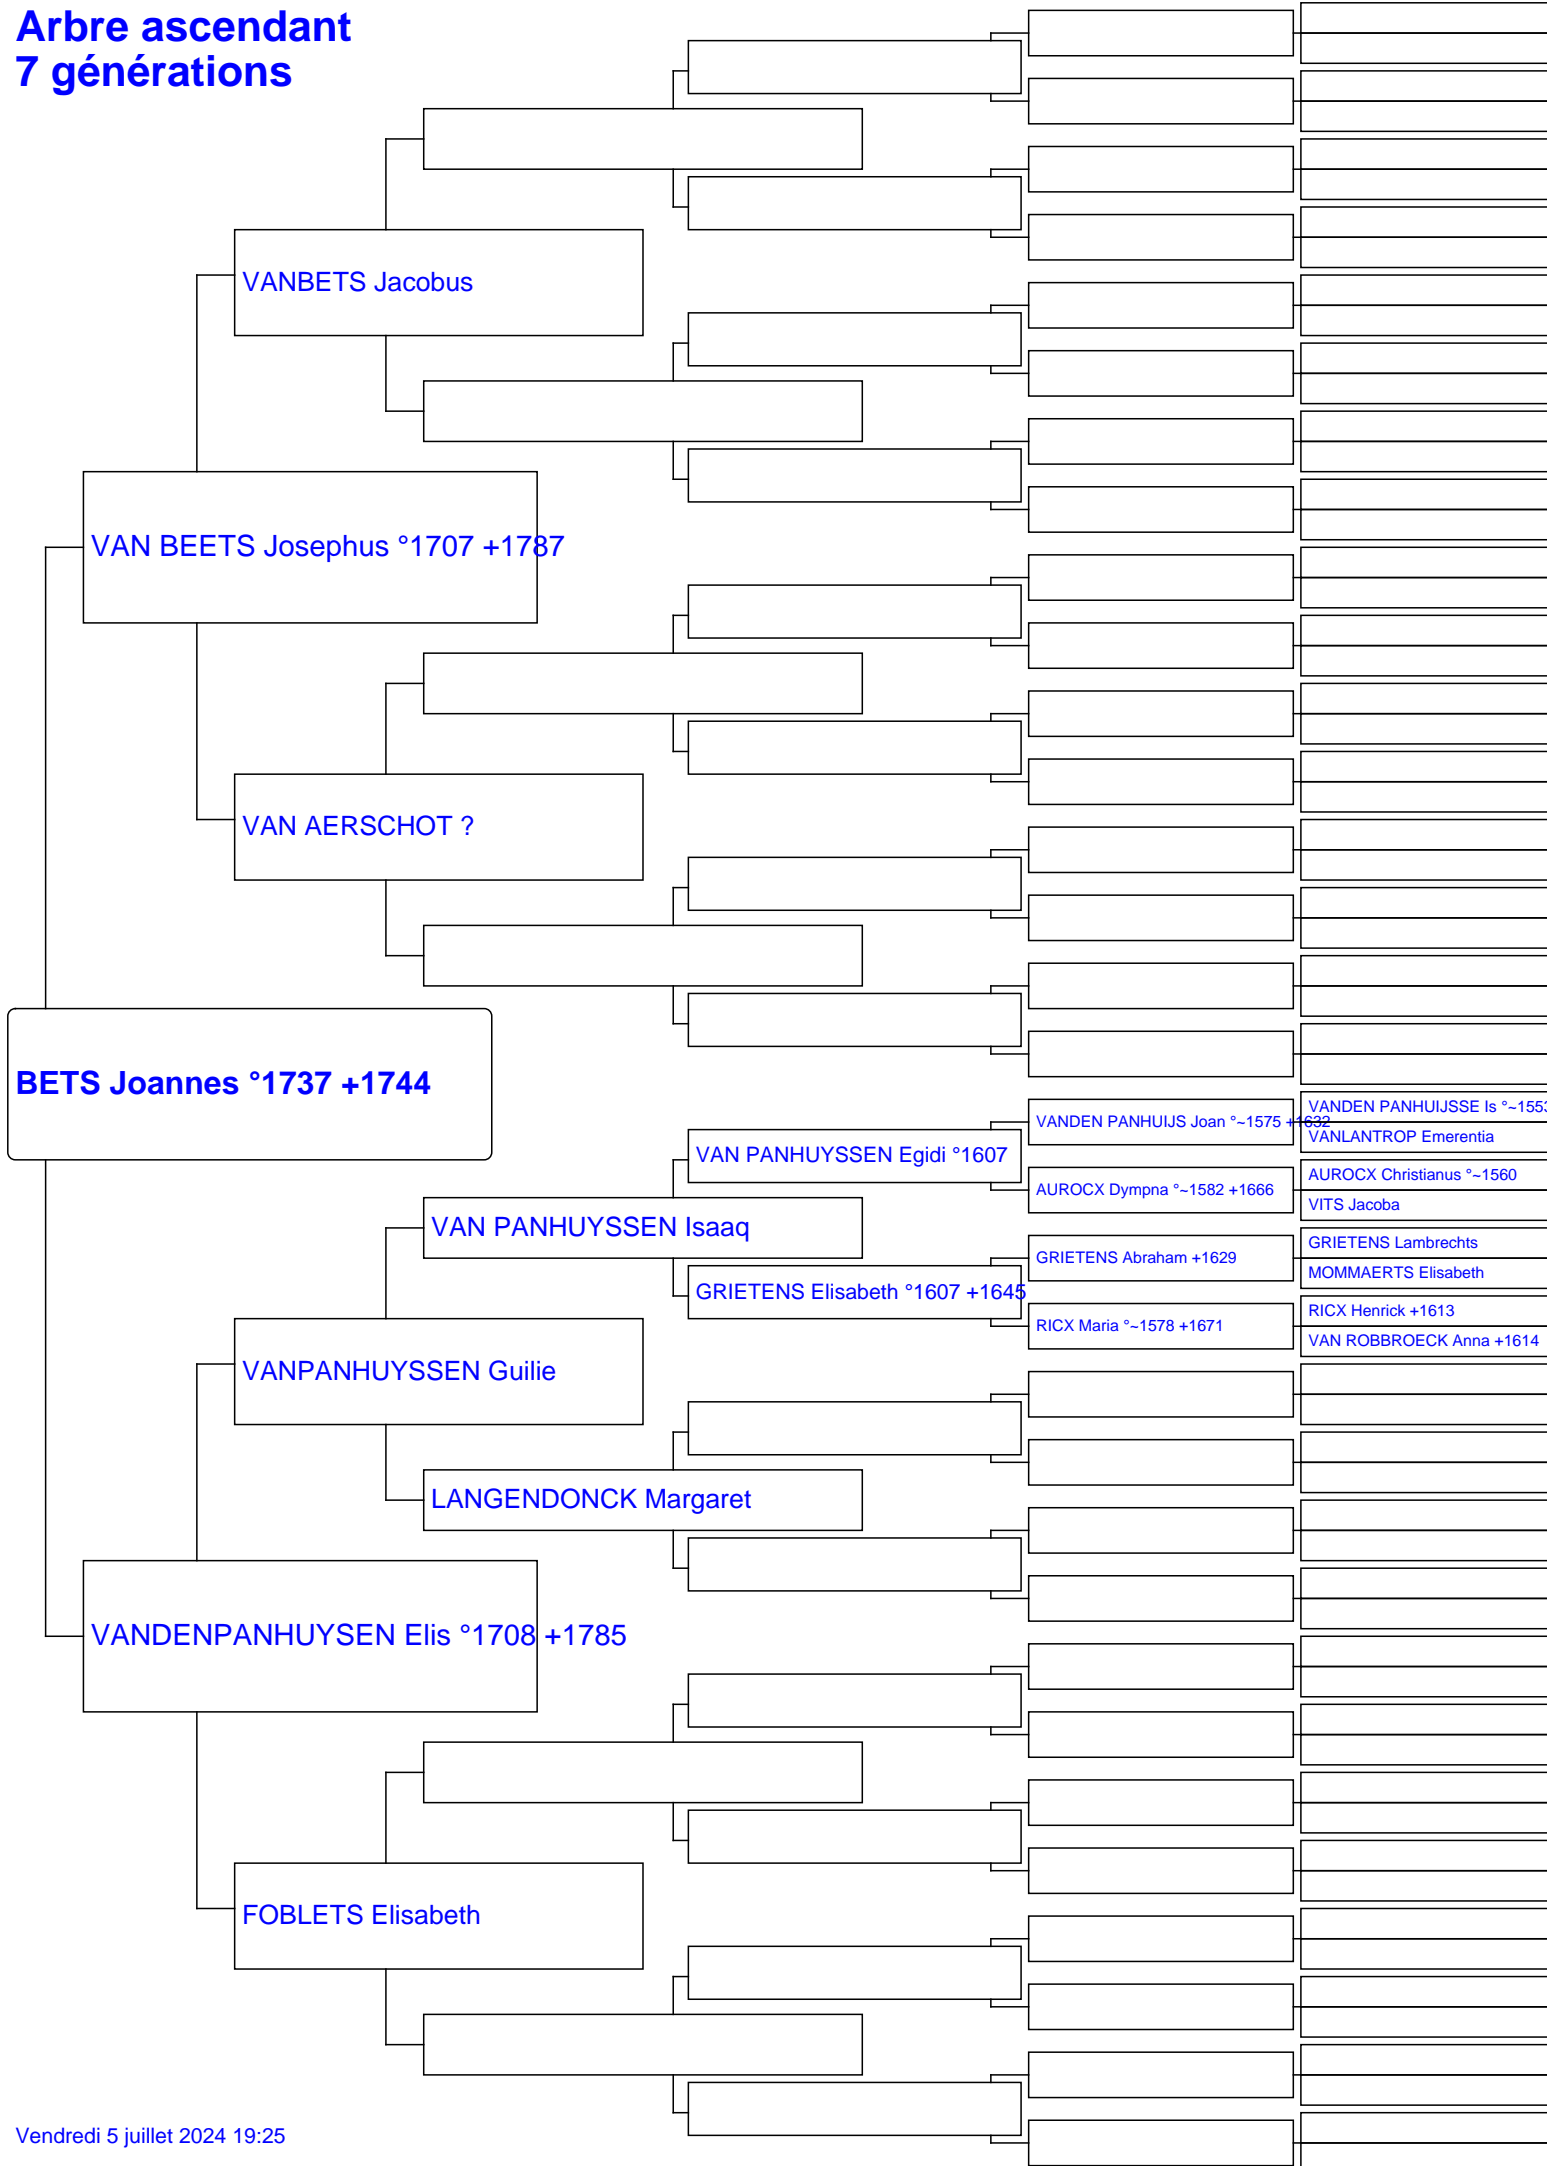 Arbre ascendant
7 générations
VANBETS Jacobus
VAN BEETS Josephus °1707 +1787
VAN AERSCHOT ?
BETS Joannes °1737 +1744
VANDEN PANHUIJSSE Is °~1553
VANDEN PANHUIJS Joan °~1575 +1632
VANLANTROP Emerentia
VAN PANHUYSSEN Egidi °1607
AUROCX Christianus °~1560
AUROCX Dympna °~1582 +1666
VITS Jacoba
VAN PANHUYSSEN Isaaq
GRIETENS Lambrechts
GRIETENS Abraham +1629
MOMMAERTS Elisabeth
GRIETENS Elisabeth °1607 +1645
RICX Henrick +1613
RICX Maria °~1578 +1671
VAN ROBBROECK Anna +1614
VANPANHUYSSEN Guilie
LANGENDONCK Margaret
VANDENPANHUYSEN Elis °1708 +1785
FOBLETS Elisabeth
Vendredi 5 juillet 2024 19:25